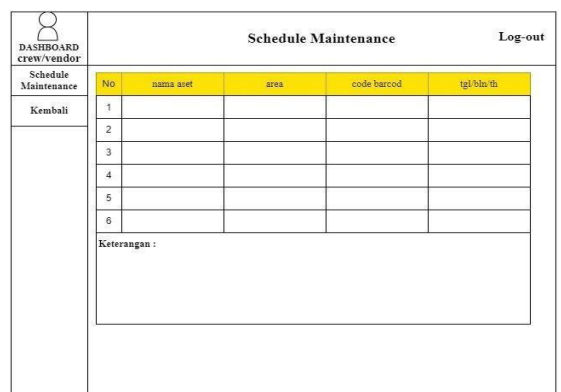 DASHBOARD
crew/vendor
Schedule Maintenance
Log-out
Schedule
Maintenance
Kembali
No nama aset area code barcod tgl/bln/th
1
2
3
4
5
6
Keterangan :